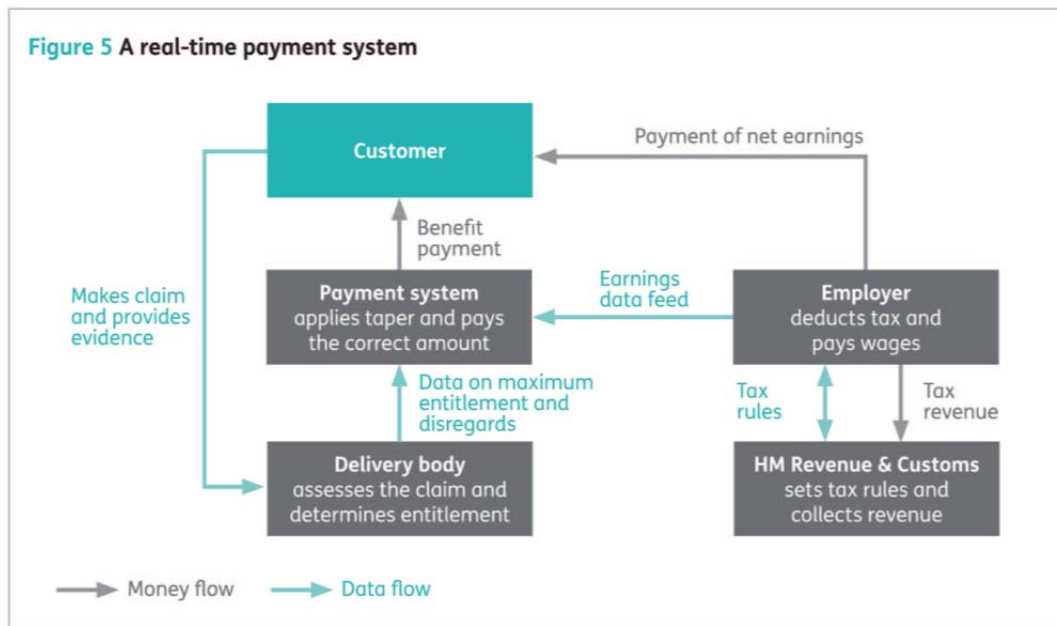 Figure 5 A real-time payment system
Customer
Payment of net earnings
Benefit
payment
Makes claim
and provides
evidence
Payment system
applies taper and pays
the correct amount
Earnings
data feed
Employer
deducts tax and
pays wages
Data on maximum
entitlement and
disregards
Tax
rules
Tax
revenue
Delivery body
assesses the claim and
determines entitlement
HM Revenue & Customs
sets tax rules and
collects revenue
Money flow
Data flow